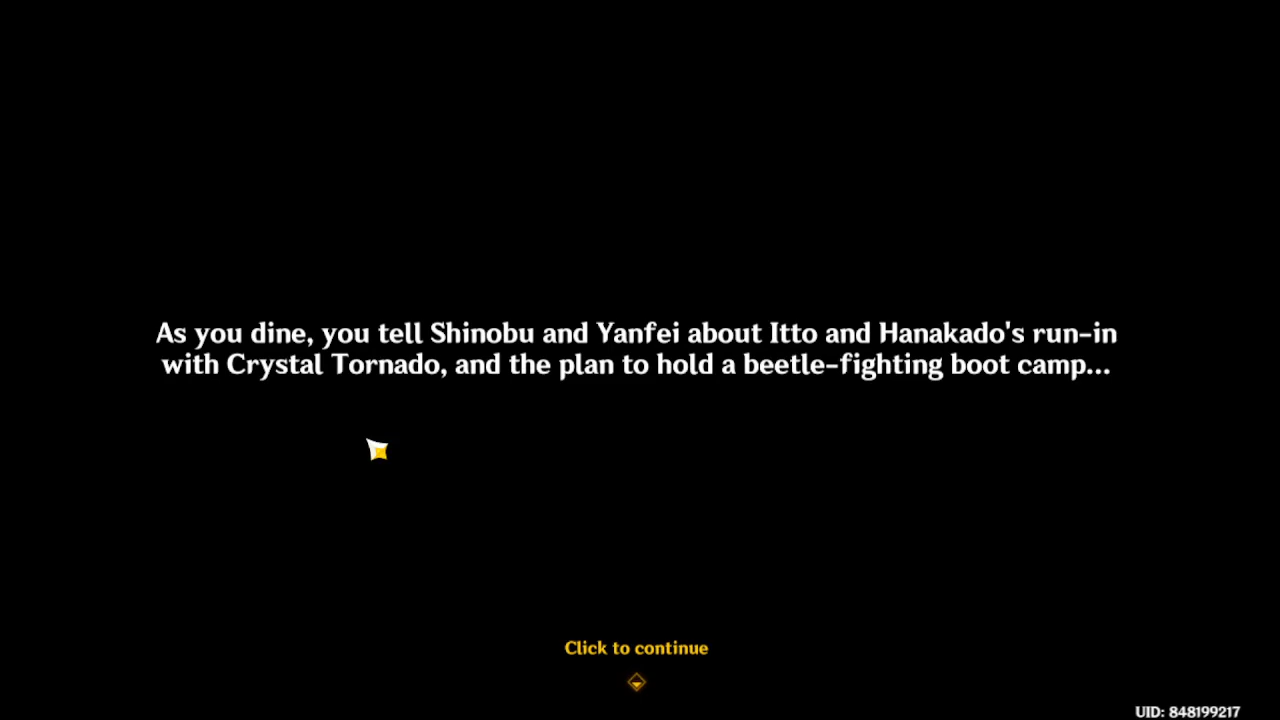 As you dine, you tell Shinobu and Yanfei about Itto and Hanakado's run-in
with Crystal Tornado, and the plan to hold a beetle-fighting boot camp...
Click to continue
UID: 848199217